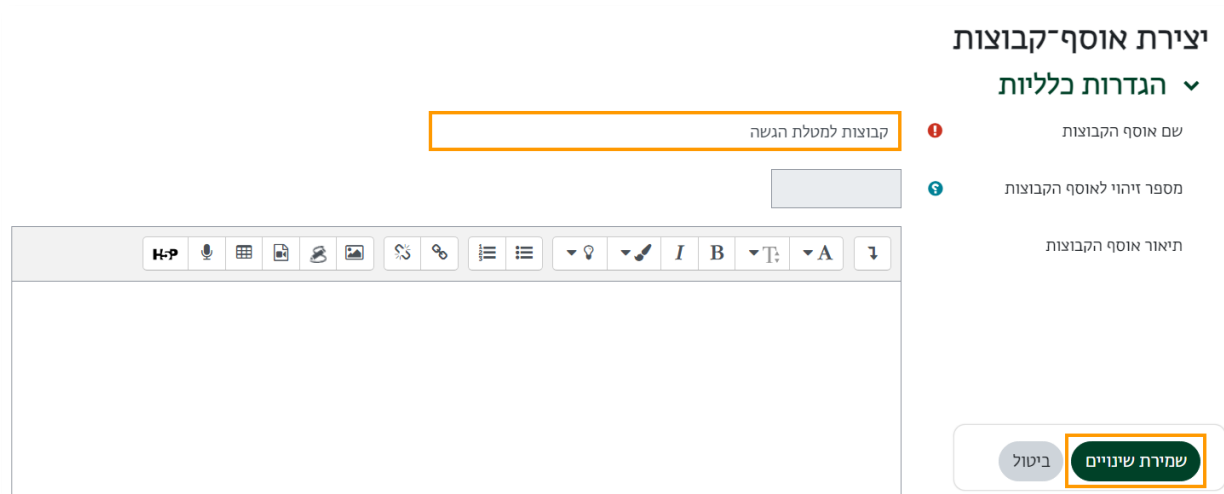 יצירת אוסף־קבוצות
הגדרות כלליות
שם אוסף הקבוצות
קבוצות למטלת הגשה
מספר זיהוי לאוסף הקבוצות
תיאור אוסף הקבוצות
A T B I H-P
שמירת שינויים ביטול